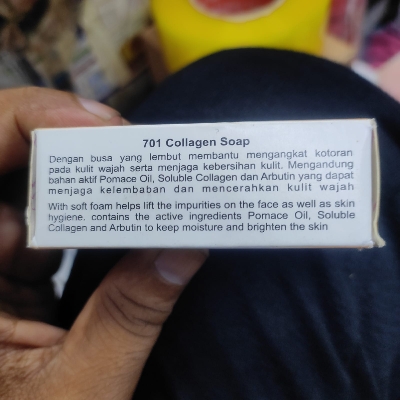 701 Collagen Soap
Dengan busa yang lembut membantu mengangkat kotoran
pada kulit wajah serta menjaga kebersihan kulit. Mengandung
bahan aktif Pomace Oil, Soluble Collagen dan Arbutin yang dapat
menjaga kelembaban dan mencerahkan kulit wajah
With soft foam helps lift the impurities on the face as well as skin
hygiene. contains the active ingredients Pomace Oil, Soluble
Collagen and Arbutin to keep moisture and brighten the skin